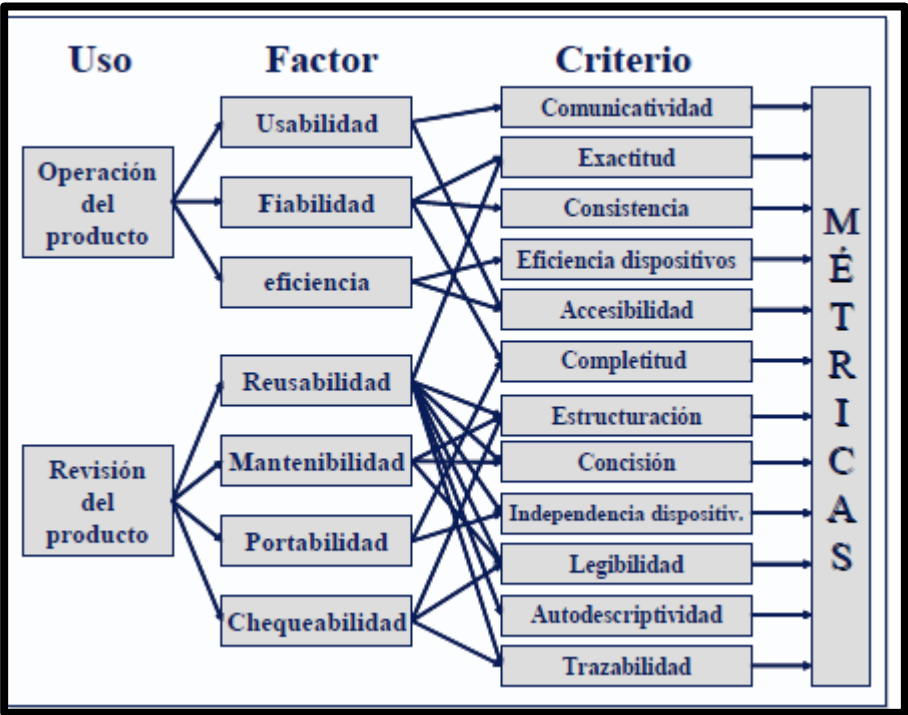 Uso
Factor
Criterio
Operación
del
producto
Revisión
del
producto
Usabilidad
Fiabilidad
eficiencia
Reusabilidad
Mantenibilidad
Portabilidad
Chequeabilidad
Comunicatividad
Exactitud
Consistencia
Eficiencia dispositivos
Accesibilidad
Completitud
Estructuración
Concisión
Independencia dispositiv.
Legibilidad
Autodescriptividad
Trazabilidad
MÉTRICAS